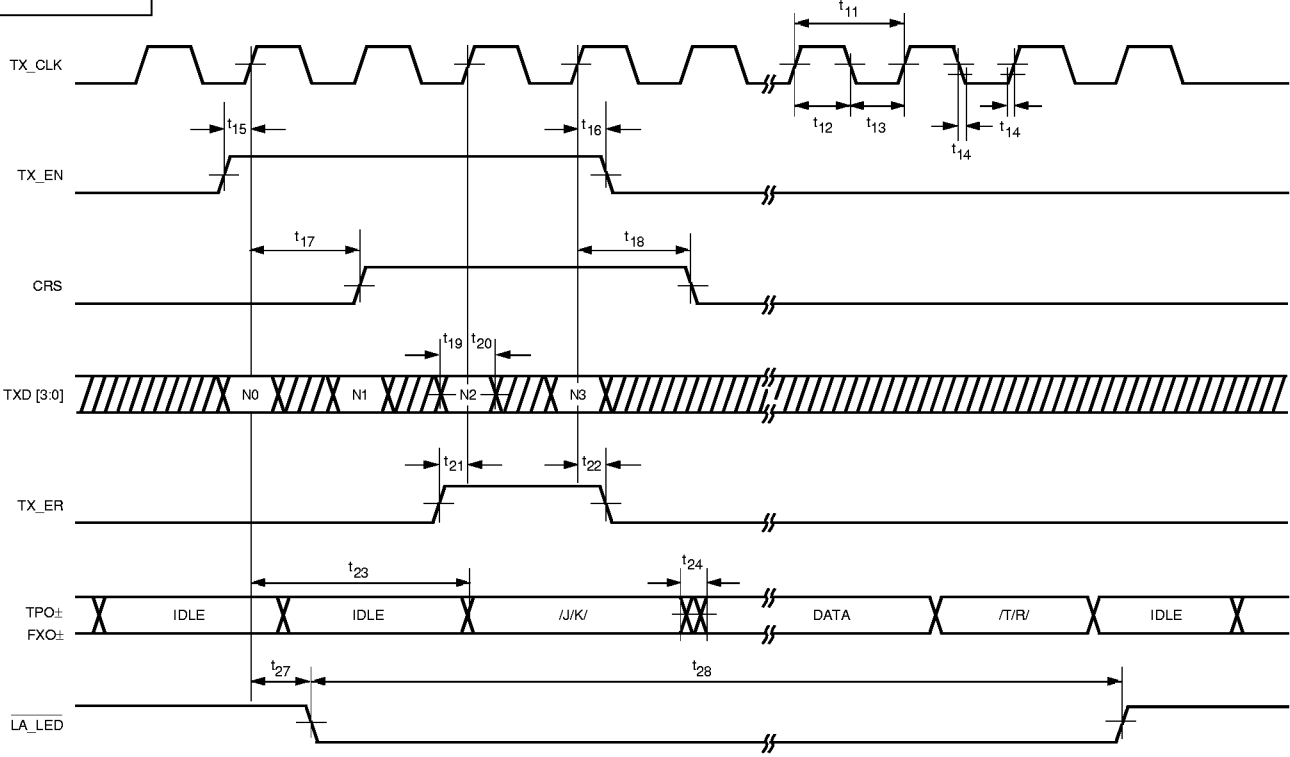 t11
TX_CLK
t12 t13 t14 t14
t15 t16
TX_EN
t17 t18
CRS
t19 t20
TXD [3:0] N0 N1 N2 N3
t21 t22
TX_ER
t23 t24
TPO± IDLE IDLE /J/K/ DATA /T/R/ IDLE
FXO±
t27 t28
LA_LED